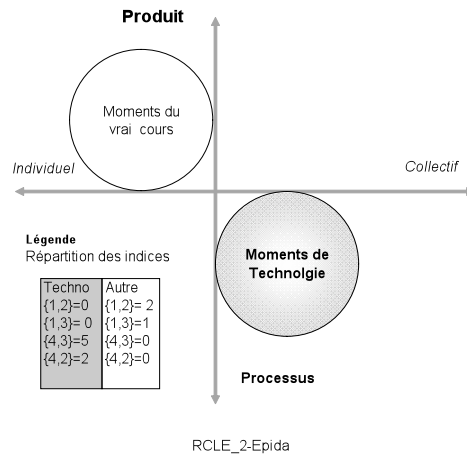 Produit
Moments du
vrai cours
Individuel
Collectif
Légende
Répartition des indices
Techno
{1,2}=0
{1,3}= 0
{4,3}=5
{4,2}=2
Autre
{1,2}= 2
{1,3}=1
{4,3}=0
{4,2}=0
Moments de
Technolgie
Processus
RCLE_2-Epida